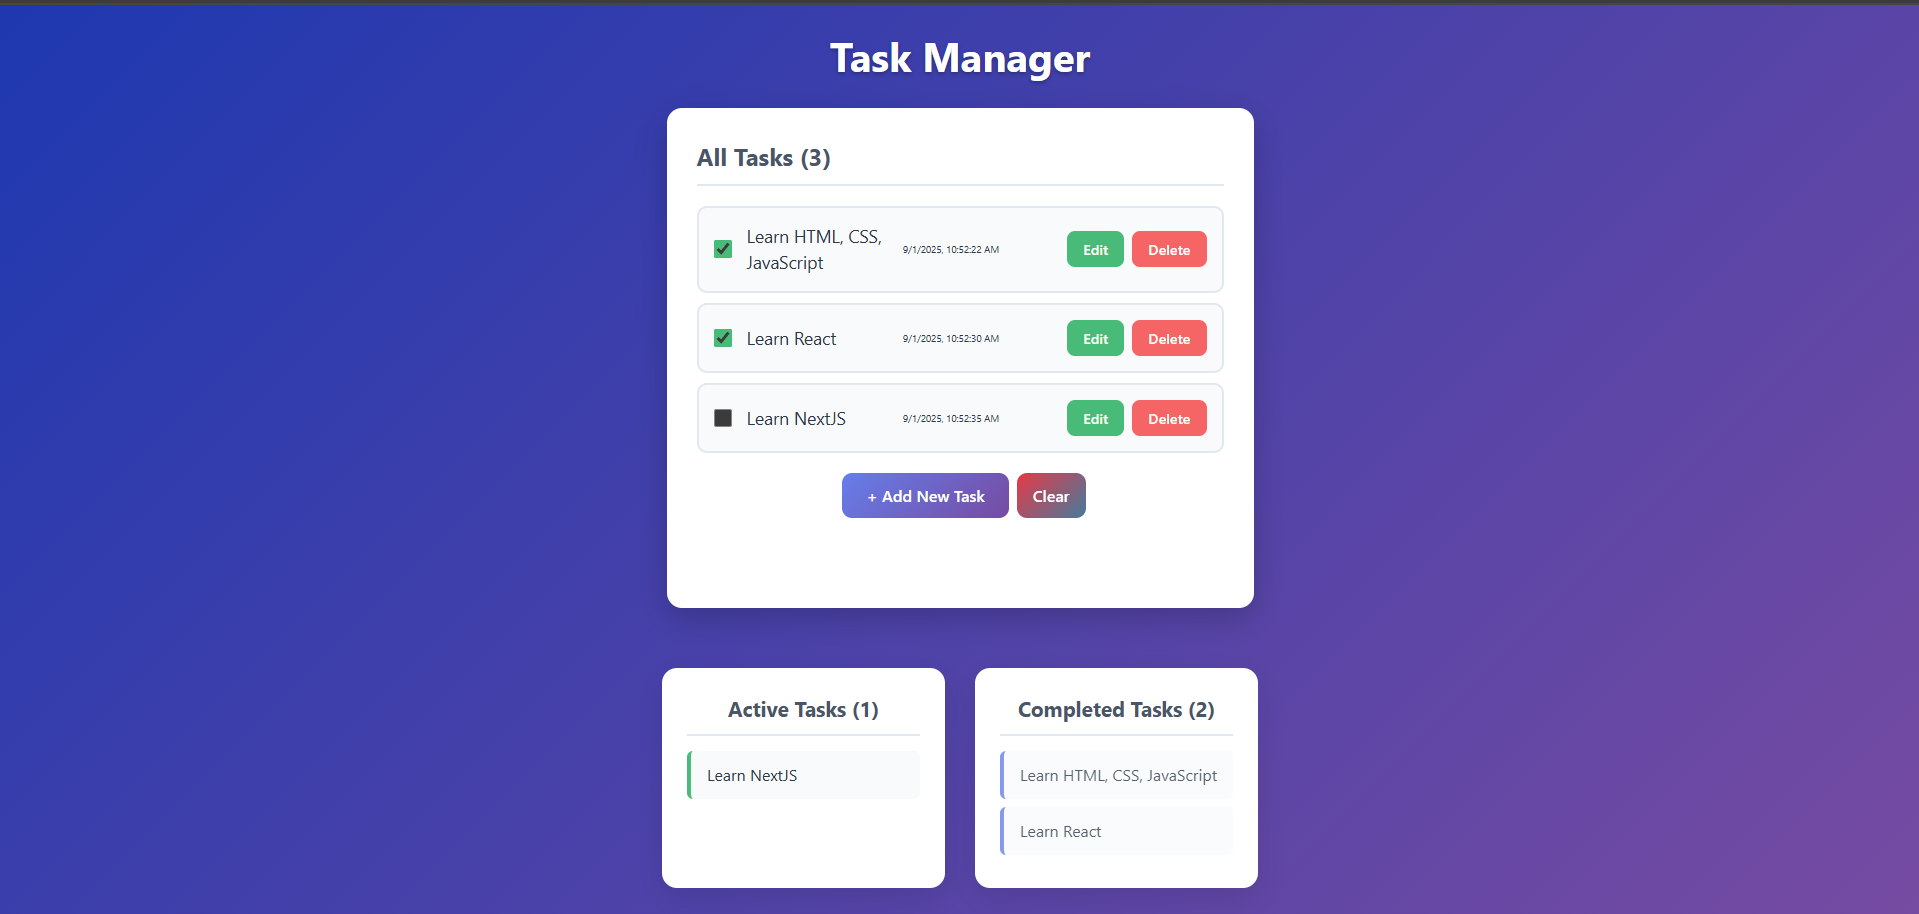 Task Manager
All Tasks (3)
Learn HTML, CSS,
JavaScript
9/1/2025, 10:52:22 AM
Edit
Delete
Learn React
9/1/2025, 10:52:30 AM
Edit
Delete
Learn NextJS
9/1/2025, 10:52:35 AM
Edit
Delete
+ Add New Task
Clear
Active Tasks (1)
Learn NextJS
Completed Tasks (2)
Learn HTML, CSS, JavaScript
Learn React